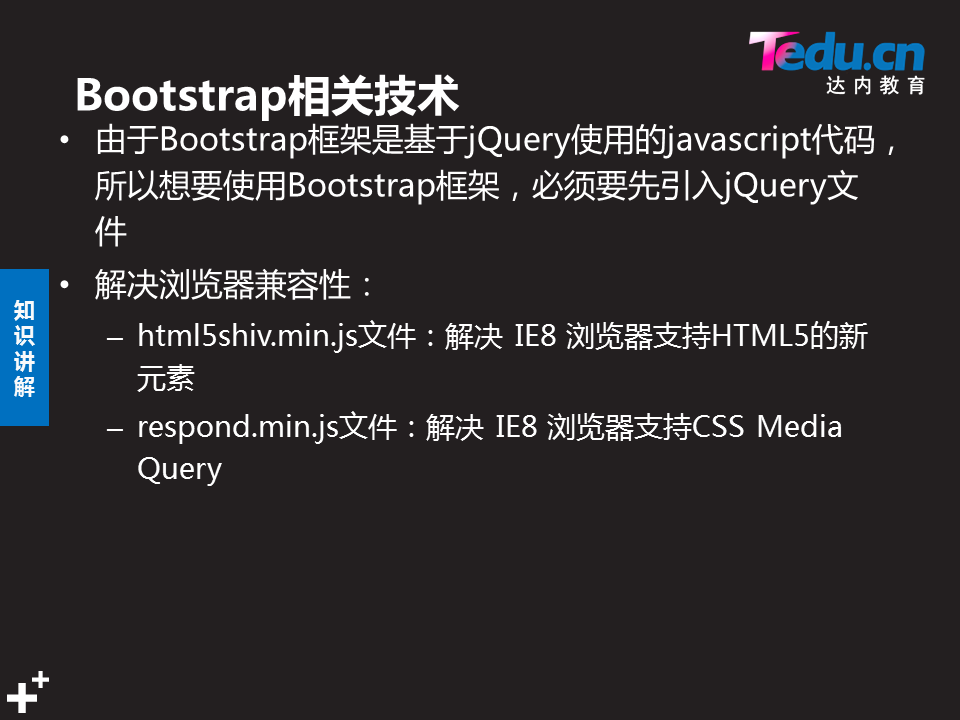 Tedu.cn
达内教育
Bootstrap相关技术
• 由于Bootstrap框架是基于jQuery使用的javascript代码，
所以想要使用Bootstrap框架，必须要先引入jQuery文
件
• 解决浏览器兼容性：
– html5shiv.min.js文件：解决 IE8 浏览器支持HTML5的新
元素
– respond.min.js文件：解决 IE8 浏览器支持CSS Media
Query
知
识
讲
解